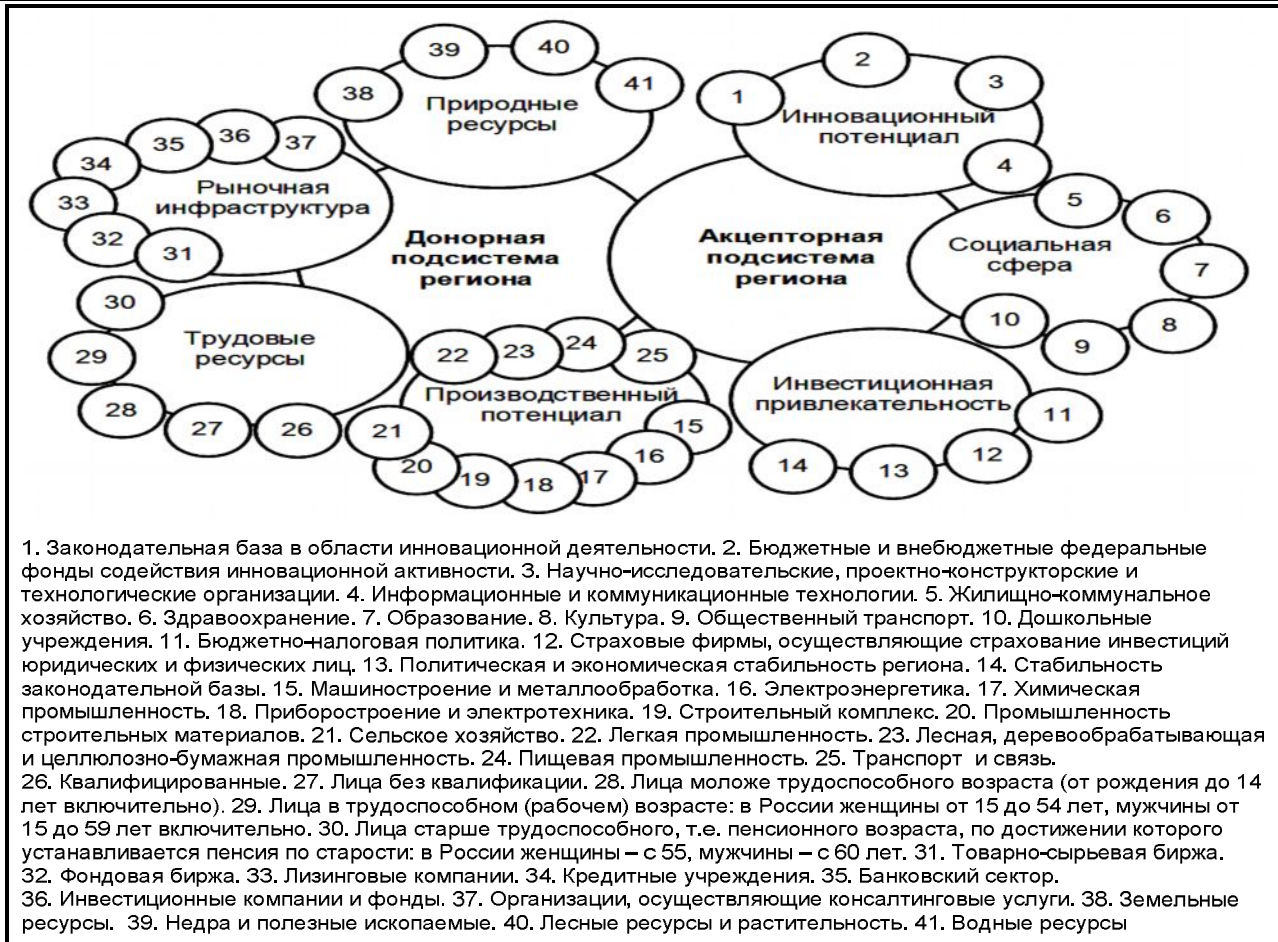 39
40
2
38
41
1
3
Природные
ресурсы
Инновационный
потенциал
35
36
37
34
4
33
Рыночная
инфраструктура
5
6
32
31
Донорная
подсистема
региона
Акцепторная
подсистема
региона
Социальная
сфера
7
30
10
8
29
Трудовые
ресурсы
22
23
24
25
9
28
Производственный
потенциал
Инвестиционная
привлекательность
11
27
26
21
15
20
19
18
17
16
14
13
12
1. Законодательная база в области инновационной деятельности. 2. Бюджетные и внебюджетные федеральные
фонды содействия инновационной активности. 3. Научно-исследовательские, проектно-конструкторские и
технологические организации. 4. Информационные и коммуникационные технологии. 5. Жилищно-коммунальное
хозяйство. 6. Здравоохранение. 7. Образование. 8. Культура. 9. Общественный транспорт. 10. Дошкольные
учреждения. 11. Бюджетно-налоговая политика. 12. Страховые фирмы, осуществляющие страхование инвестиций
юридических и физических лиц. 13. Политическая и экономическая стабильность региона. 14. Стабильность
законодательной базы. 15. Машиностроение и металлообработка. 16. Электроэнергетика. 17. Химическая
промышленность. 18. Приборостроение и электротехника. 19. Строительный комплекс. 20. Промышленность
строительных материалов. 21. Сельское хозяйство. 22. Легкая промышленность. 23. Лесная, деревообрабатывающая
и целлюлозно-бумажная промышленность. 24. Пищевая промышленность. 25. Транспорт и связь.
26. Квалифицированные. 27. Лица без квалификации. 28. Лица моложе трудоспособного возраста (от рождения до 14
лет включительно). 29. Лица в трудоспособном (рабочем) возрасте: в России женщины от 15 до 54 лет, мужчины от
15 до 59 лет включительно. 30. Лица старше трудоспособного, т.е. пенсионного возраста, по достижении которого
устанавливается пенсия по старости: в России женщины – с 55, мужчины – с 60 лет. 31. Товарно-сырьевая биржа.
32. Фондовая биржа. 33. Лизинговые компании. 34. Кредитные учреждения. 35. Банковский сектор.
36. Инвестиционные компании и фонды. 37. Организации, осуществляющие консалтинговые услуги. 38. Земельные
ресурсы. 39. Недра и полезные ископаемые. 40. Лесные ресурсы и растительность. 41. Водные ресурсы